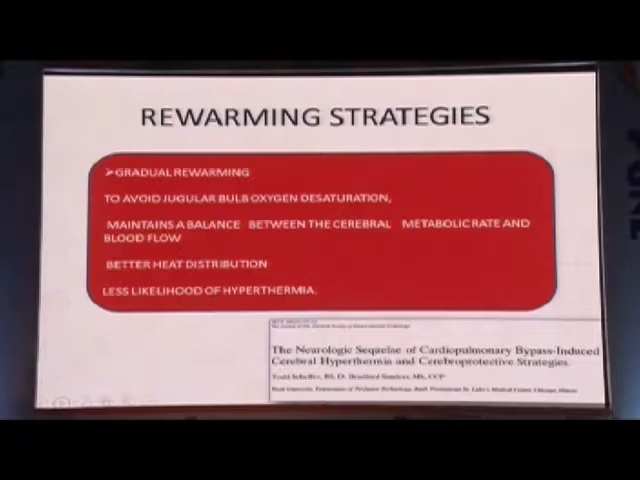 REWARMING STRATEGIES
➤GRADUAL REWARMING
TO AVOID JUGULAR BULB OXYGEN DESATURATION,
MAINTAINS A BALANCE BETWEEN THE CEREBRAL METABOLIC RATE AND
BLOOD FLOW
BETTER HEAT DISTRIBUTION
LESS LIKELIHOOD OF HYPERTHERMIA.
The Neurologic Sequelae of Cardiopulmonary Bypass-Induced
Cerebral Hyperthermia and Cerebroprotective Strategies.